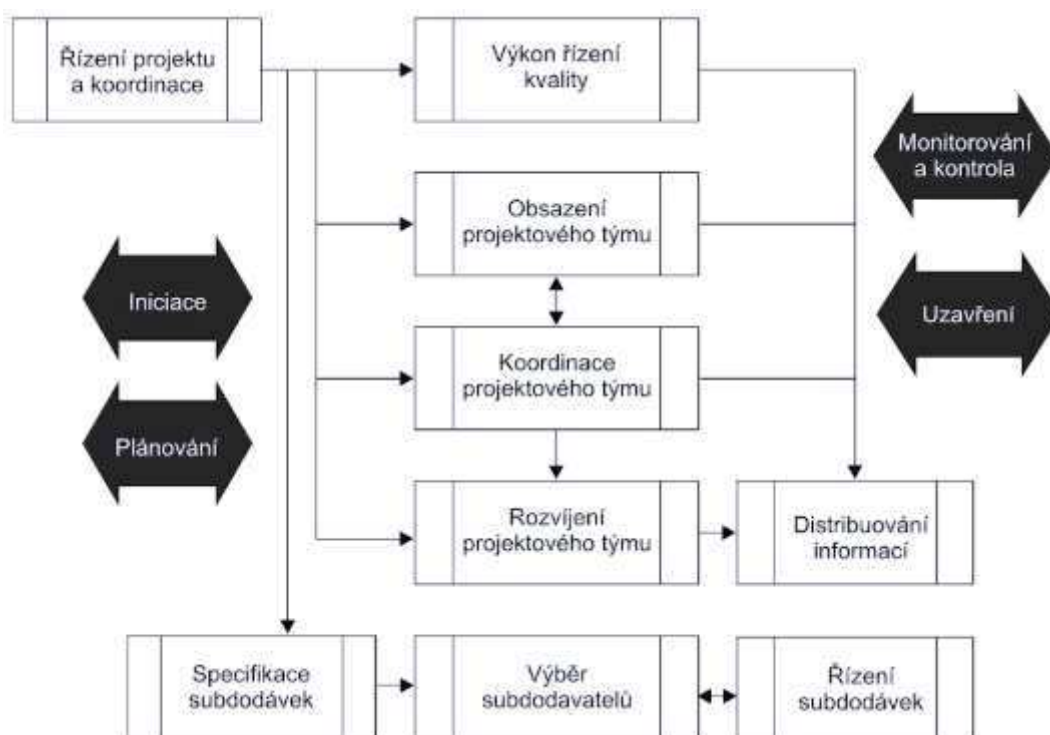 Řízení projektu
a koordinace
Výkon řízení
kvality
Monitorování
a kontrola
Obsazení
projektového týmu
Iniciace
Uzavření
Koordinace
projektového týmu
Plánování
Rozvíjení
projektového týmu
Distribuování
informací
Specifikace
subdodávek
Výběr
subdodavatelů
Řízení
subdodávek